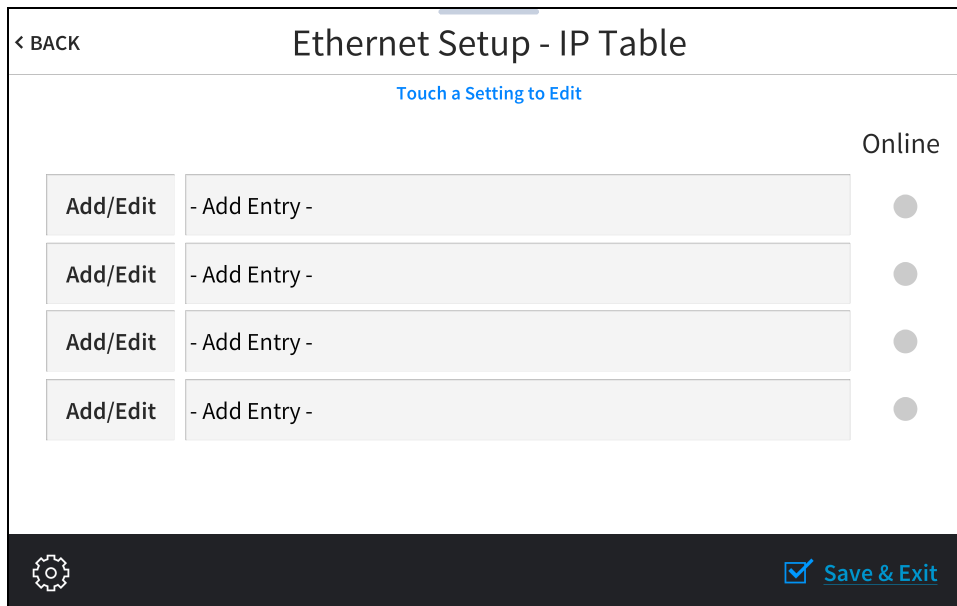 < BACK
Ethernet Setup - IP Table
Touch a Setting to Edit
Online
Add/Edit - Add Entry -
Add/Edit - Add Entry -
Add/Edit - Add Entry -
Add/Edit - Add Entry -
Save & Exit